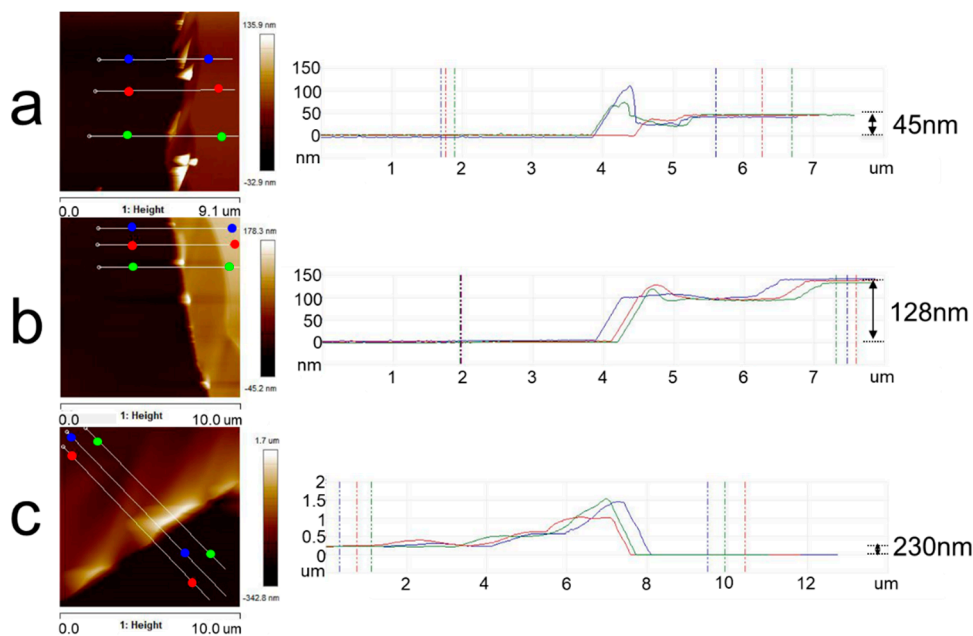 a
135.9 nm
-32.9 nm
0.0 1: Height 9.1 um
150
100
50
0
nm
1 2 3 4 5 6 7 um
45nm
b
178.3 nm
-45.2 nm
0.0 1: Height 10.0 um
150
100
50
0
nm
1 2 3 4 5 6 7 um
128nm
c
1.7 um
-342.8 nm
0.0 1: Height 10.0 um
2
1.5
1
0.5
0
um
2 4 6 8 10 12 um
230nm